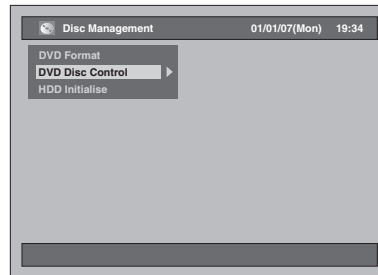 Disc Management 01/01/07(Mon) 19:34
DVD Format
DVD Disc Control
HDD Initialise